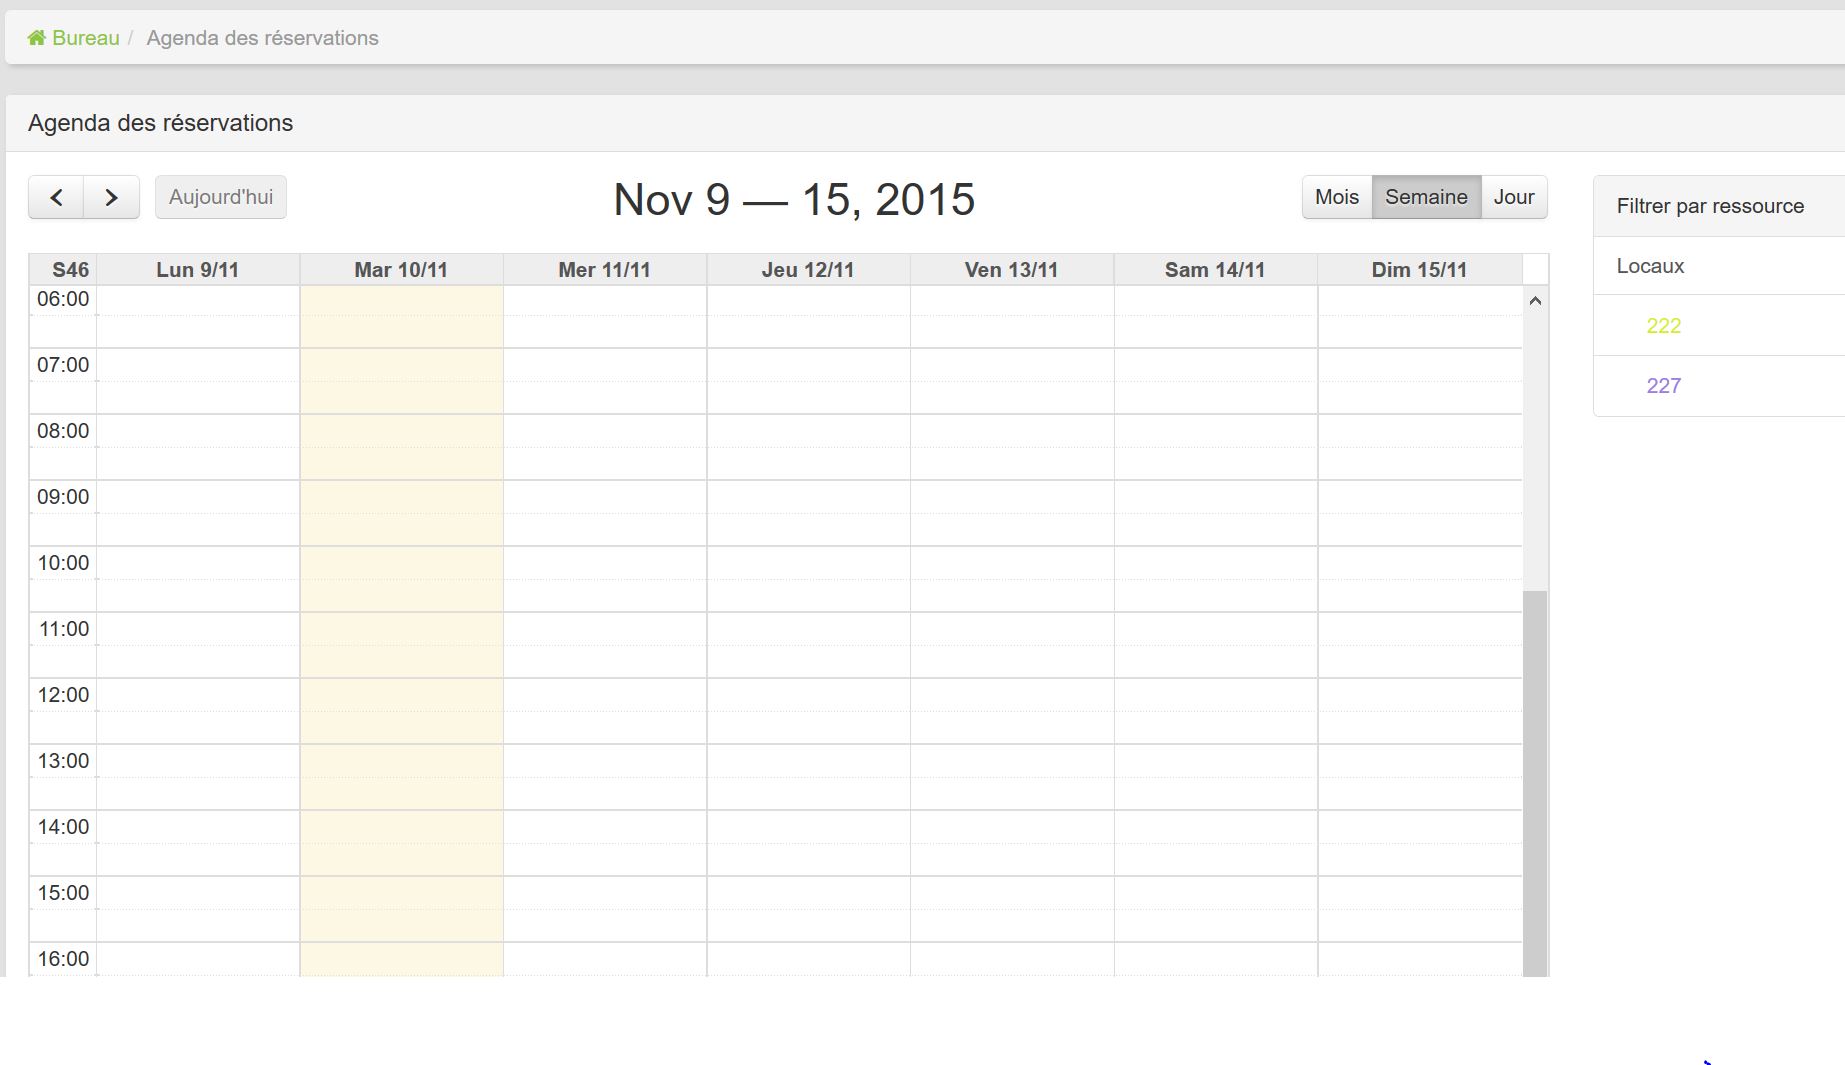 Bureau / Agenda des réservations
Agenda des réservations
Aujourd'hui
Nov 9 — 15, 2015
Mois Semaine Jour
Filtrer par ressource
Locaux
222
227
S46 Lun 9/11 Mar 10/11 Mer 11/11 Jeu 12/11 Ven 13/11 Sam 14/11 Dim 15/11
06:00
07:00
08:00
09:00
10:00
11:00
12:00
13:00
14:00
15:00
16:00